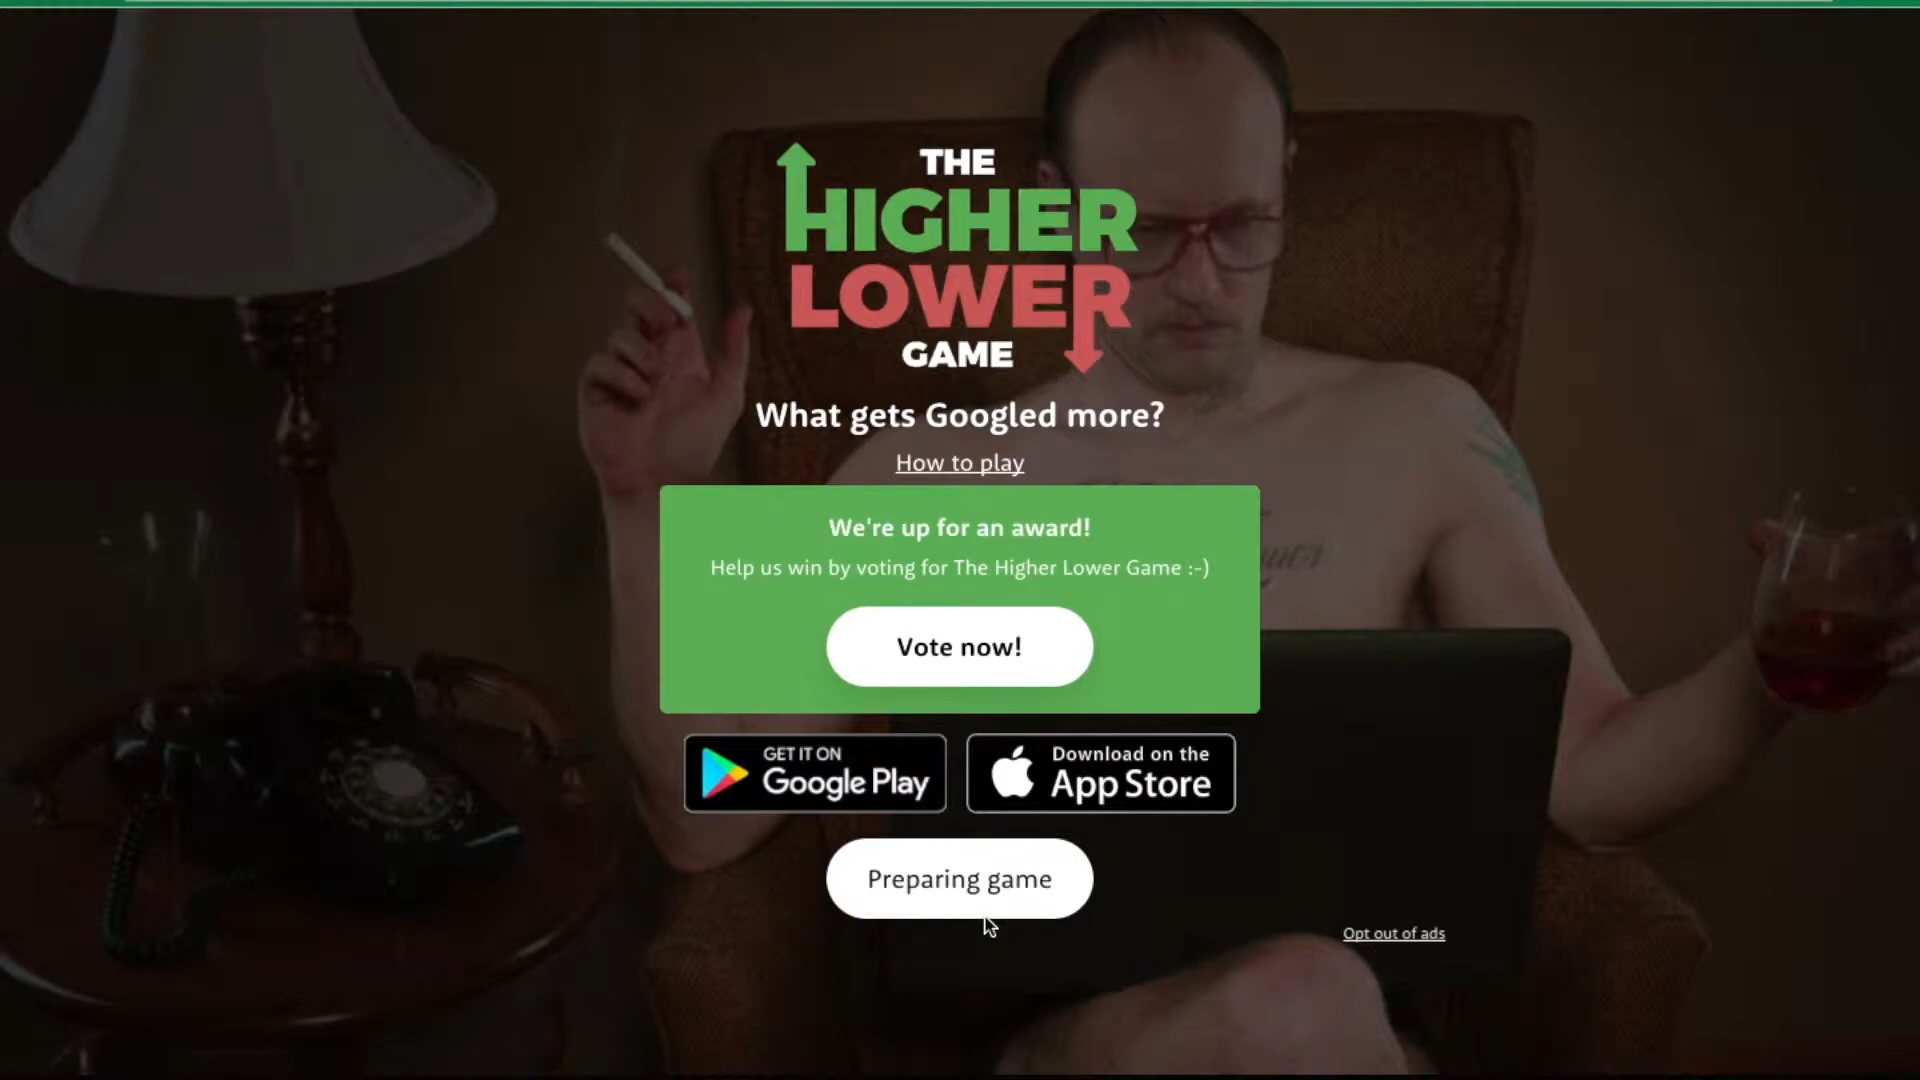 THE
HIGHER
LOWER
GAME
What gets Googled more?
How to play
We're up for an award!
Help us win by voting for The Higher Lower Game :-)
Vote now!
GET IT ON
Google Play
Download on the
App Store
Preparing game
Opt out of ads